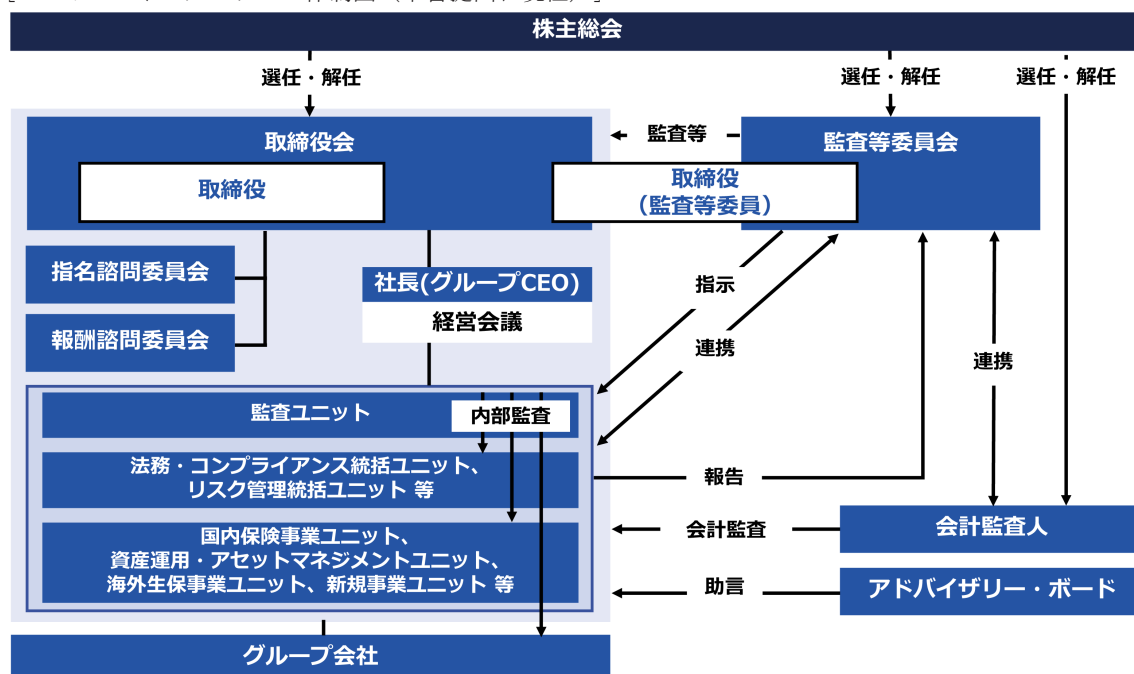 株主総会
選任・解任
選任・解任
選任・解任
取締役会
監査等
監査等委員会
取締役
取締役
（監査等委員）
指名諮問委員会
報酬諮問委員会
社長(グループCEO)
経営会議
指示
連携
連携
監査ユニット
内部監査
法務・コンプライアンス統括ユニット、
リスク管理統括ユニット 等
報告
国内保険事業ユニット、
資産運用・アセットマネジメントユニット、
海外生保事業ユニット、新規事業ユニット 等
会計監査
会計監査人
助言
アドバイザリー・ボード
グループ会社